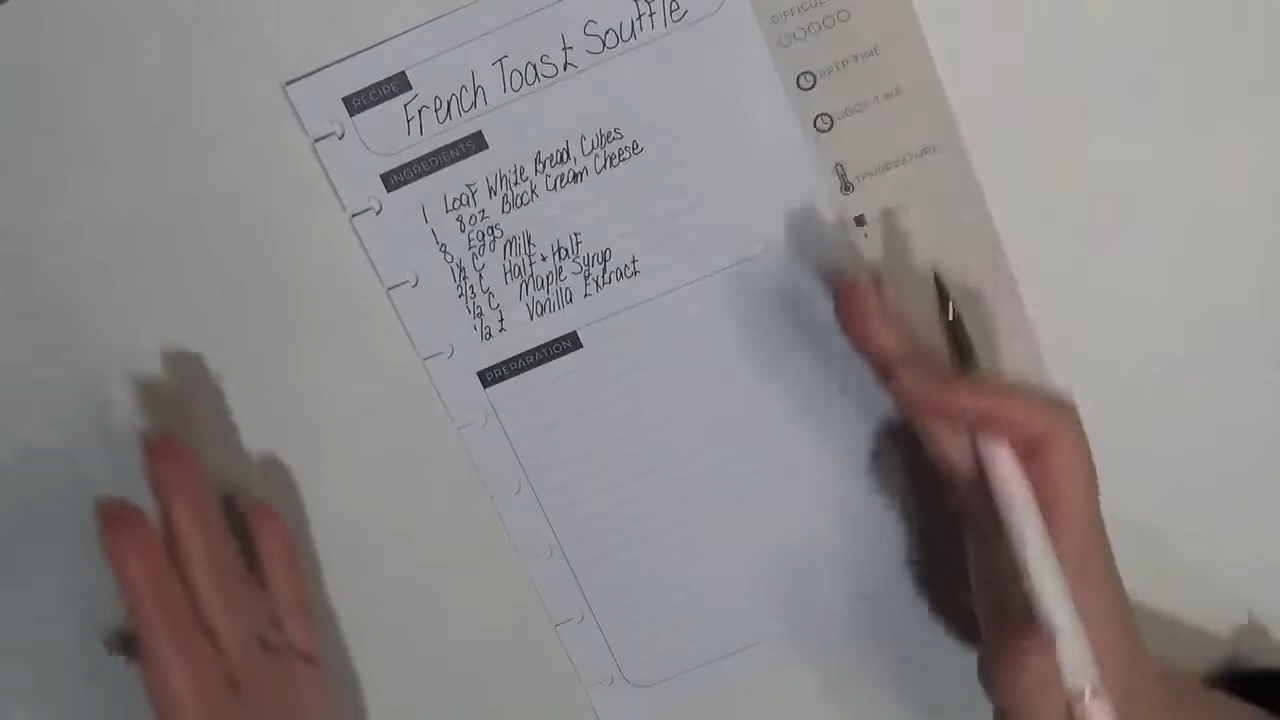 RECIPE
French Toast Souffle
INGREDIENTS
1 Loaf White Bread, Cubes
1 8oz Block Cream Cheese
8 Eggs
1½ C Milk
2/3 C Half + Half
1/2 C Maple Syrup
1/2 t Vanilla Extract
PREPARATION
PREP TIME
COOK TIME
TEMPERATURE